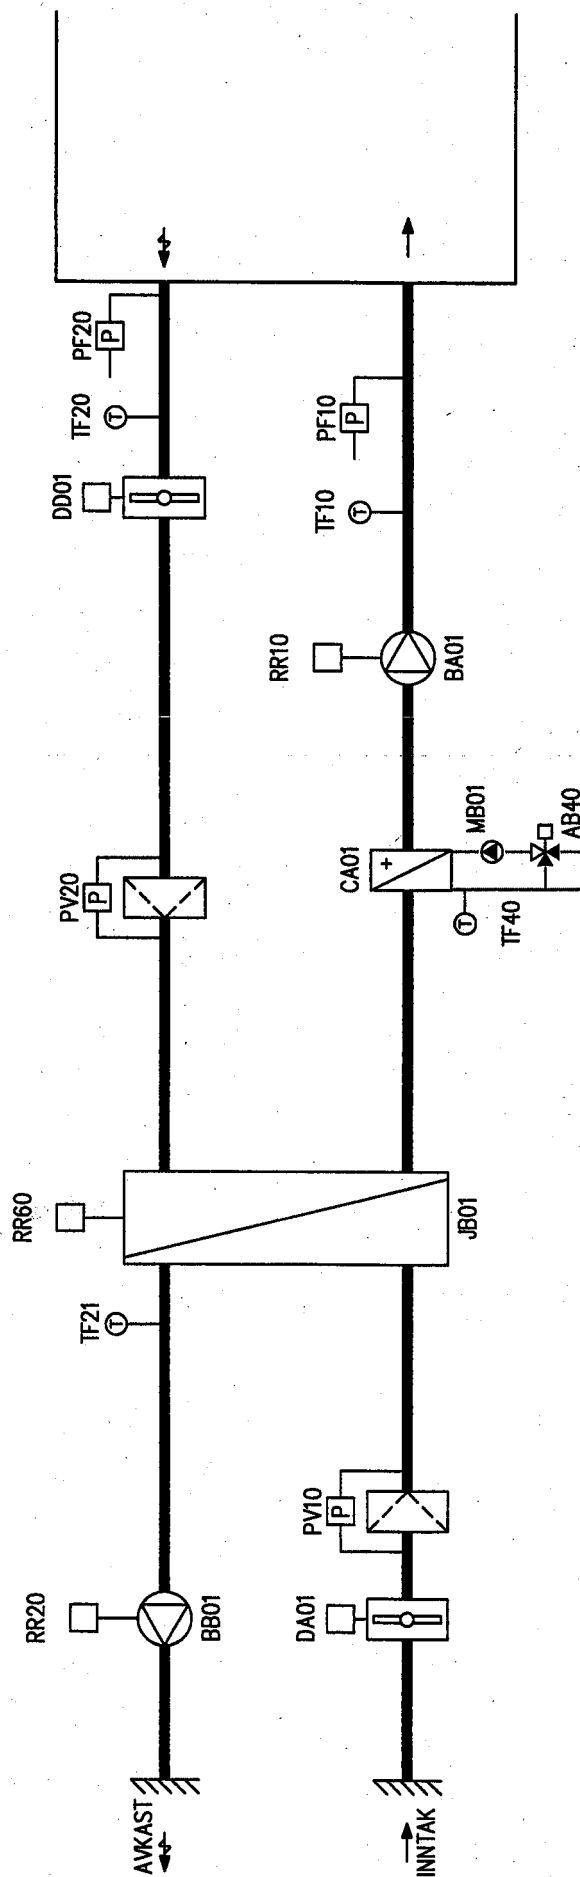 AVKAST
RR20
BB01
TF21
RR60
PV20
P
DD01
TF20
T
PF20
P
T
INNTAK
DA01
PV10
P
JB01
CA01
+
T
TF40
MB01
AB40
RR10
BA01
TF10
T
PF10
P